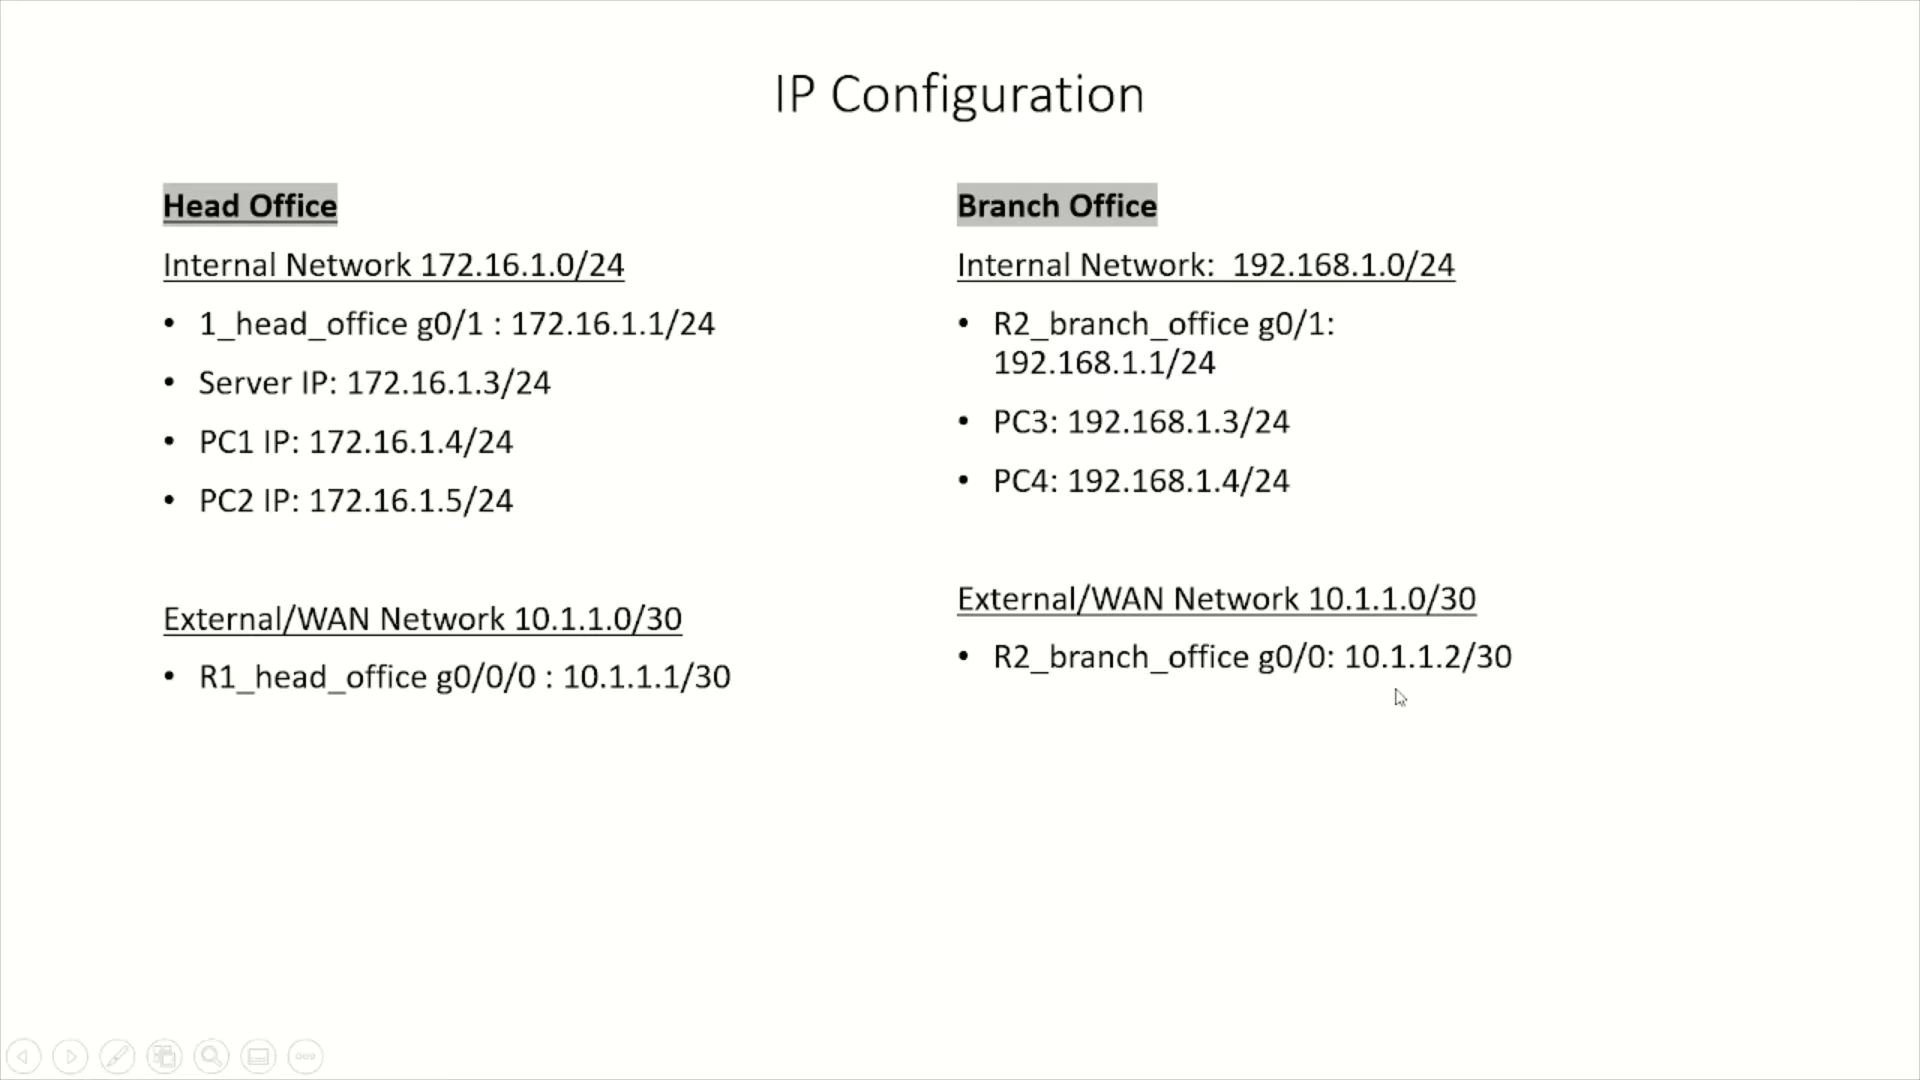 IP Configuration
Head Office
Internal Network 172.16.1.0/24
• 1_head_office g0/1 : 172.16.1.1/24
• Server IP: 172.16.1.3/24
• PC1 IP: 172.16.1.4/24
• PC2 IP: 172.16.1.5/24
External/WAN Network 10.1.1.0/30
• R1_head_office g0/0/0 : 10.1.1.1/30
Branch Office
Internal Network:  192.168.1.0/24
• R2_branch_office g0/1:
192.168.1.1/24
• PC3: 192.168.1.3/24
• PC4: 192.168.1.4/24
External/WAN Network 10.1.1.0/30
• R2_branch_office g0/0: 10.1.1.2/30